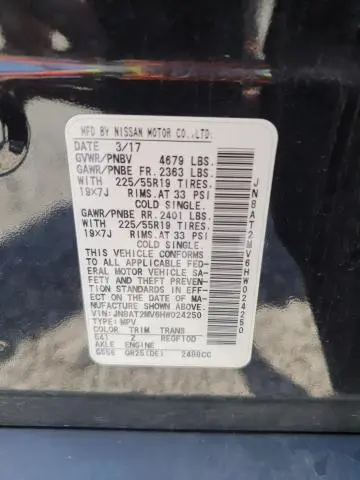 MFD BY NISSAN MOTOR CO.,LTD.
DATE 3/17
GVWR/PNBV 4679 LBS.
GAWR/PNBE FR. 2363 LBS.
WITH 225/55R19 TIRES.
19X7J RIMS.AT 33 PSI
COLD SINGLE.
GAWR/PNBE RR. 2401 LBS.
WITH 225/55R19 TIRES.
19X7J RIMS.AT 33 PSI
COLD SINGLE.
THIS VEHICLE CONFORMS
TO ALL APPLICABLE FED-
ERAL MOTOR VEHICLE SA-
FETY AND THEFT PREVEN-
TION STANDARDS IN EFF-
ECT ON THE DATE OF MA-
NUFACTURE SHOWN ABOVE
VIN:JN8AT2MV6HW024250
TYPE:MPV
COLOR TRIM TRANS
G41 Z RE0F10D
AXLE ENGINE
GS56 QR25(DE) 2488CC
JN8AT2MV6HW024250